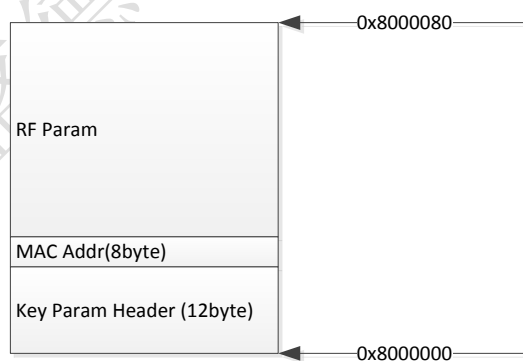 0x8000080
RF Param
MAC Addr(8byte)
Key Param Header (12byte)
0x8000000